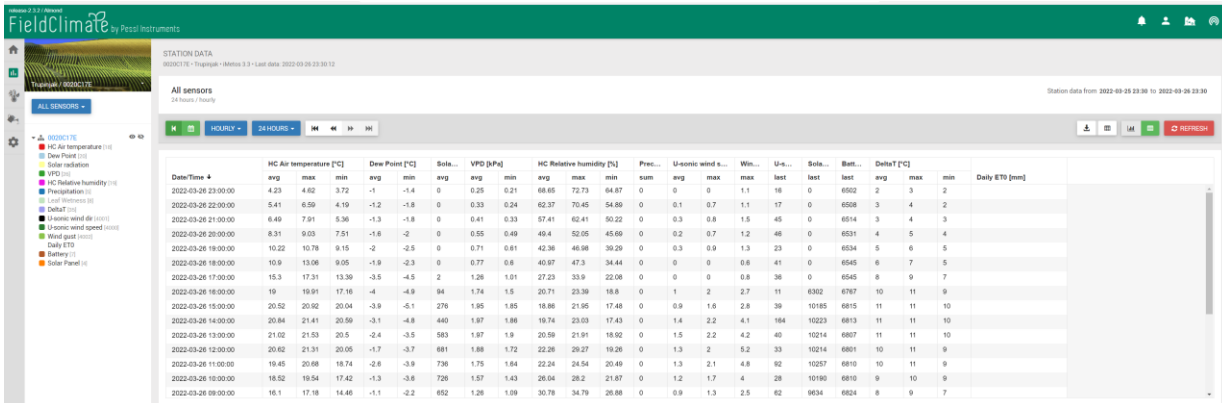 release-2.3.2 / Almond
FieldClimate by Pessl Instruments
STATION DATA
0020C17E • Trupinjak • iMetos 3.3 • Last data: 2022-03-26 23:30:12
Trupinjak / 0020C17E
ALL SENSORS
All sensors
24 hours / hourly
Station data from 2022-03-25 23:30 to 2022-03-26 23:30
HOURLY 24 HOURS REFRESH
0020C17E
HC Air temperature
Dew Point
Solar radiation
VPD
HC Relative humidity
Precipitation [5]
Leaf Wetness [6]
DeltaT
U-sonic wind dir [4001]
U-sonic wind speed [4000]
Wind gust [4002]
Daily ET0
Battery [7]
Solar Panel
HC Air temperature [°C] Dew Point [°C] Sola... VPD [kPa] HC Relative humidity [%] Prec... U-sonic wind s... Win... U-s... Sola... Batt... DeltaT [°C] Daily ET0 [mm]
Date/Time avg max min avg min avg avg min avg max min sum avg max max last last last avg max min
2022-03-26 23:00:00 4.23 4.62 3.72 -1 -1.4 0 0.25 0.21 68.65 72.73 64.87 0 0 0 1.1 16 0 6502 2 3 2
2022-03-26 22:00:00 5.41 6.59 4.19 -1.2 -1.8 0 0.33 0.24 62.37 70.45 54.89 0 0.1 0.7 1.1 17 0 6508 3 4 2
2022-03-26 21:00:00 6.49 7.91 5.36 -1.3 -1.8 0 0.41 0.33 57.41 62.41 50.22 0 0.3 0.8 1.5 45 0 6514 3 4 3
2022-03-26 20:00:00 8.31 9.03 7.51 -1.6 -2 0 0.55 0.49 49.4 52.05 45.69 0 0.2 0.7 1.2 46 0 6531 4 5 4
2022-03-26 19:00:00 10.22 10.78 9.15 -2 -2.5 0 0.71 0.61 42.36 46.98 39.29 0 0.3 0.9 1.3 23 0 6534 5 6 5
2022-03-26 18:00:00 10.9 13.06 9.05 -1.9 -2.3 0 0.77 0.6 40.97 47.3 34.44 0 0 0 0.6 41 0 6545 6 7 5
2022-03-26 17:00:00 15.3 17.31 13.39 -3.5 -4.5 2 1.26 1.01 27.23 33.9 22.08 0 0 0 0.8 36 0 6545 8 9 7
2022-03-26 16:00:00 19 19.91 17.16 -4 -4.9 94 1.74 1.5 20.71 23.39 18.8 0 1 2 2.7 11 6302 6767 10 11 9
2022-03-26 15:00:00 20.52 20.92 20.04 -3.9 -5.1 276 1.95 1.85 18.86 21.95 17.48 0 0.9 1.6 2.8 39 10185 6815 11 11 10
2022-03-26 14:00:00 20.84 21.41 20.59 -3.1 -4.8 440 1.97 1.86 19.74 23.03 17.43 0 1.4 2.2 4.1 164 10223 6813 11 11 10
2022-03-26 13:00:00 21.02 21.53 20.5 -2.4 -3.5 583 1.97 1.9 20.59 21.91 18.92 0 1.5 2.2 4.2 40 10214 6807 11 11 10
2022-03-26 12:00:00 20.62 21.31 20.05 -1.7 -3.7 681 1.88 1.72 22.26 29.27 19.26 0 1.3 2 5.2 33 10214 6801 10 11 9
2022-03-26 11:00:00 19.45 20.68 18.74 -2.6 -3.9 736 1.75 1.64 22.24 24.54 20.49 0 1.3 2.1 4.8 92 10257 6810 10 11 9
2022-03-26 10:00:00 18.52 19.54 17.42 -1.3 -3.6 726 1.57 1.43 26.04 28.2 21.87 0 1.2 1.7 4 28 10190 6810 9 10 9
2022-03-26 09:00:00 16.1 17.18 14.46 -1.1 -2.2 652 1.26 1.09 30.78 34.79 26.88 0 0.9 1.3 2.5 62 9634 6824 8 9 7